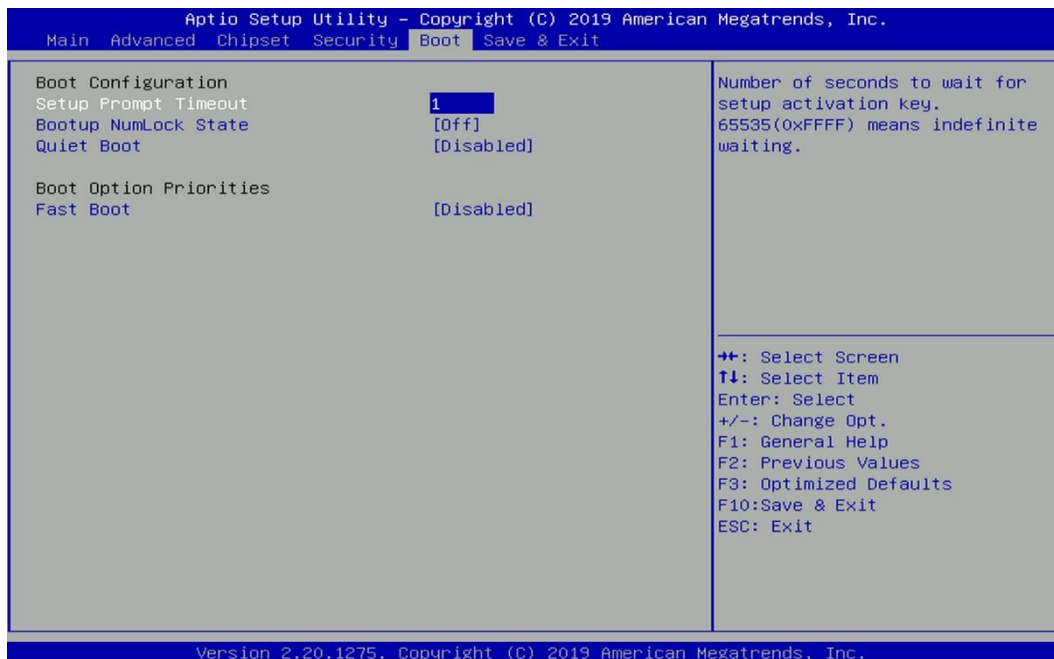 Aptio Setup Utility – Copyright (C) 2019 American Megatrends, Inc.
Main Advanced Chipset Security Boot Save & Exit
Boot Configuration
Setup Prompt Timeout 1
Bootup NumLock State [Off]
Quiet Boot [Disabled]
Boot Option Priorities
Fast Boot [Disabled]
Number of seconds to wait for
setup activation key.
65535(0xFFFF) means indefinite
waiting.
→←: Select Screen
↑↓: Select Item
Enter: Select
+/-: Change Opt.
F1: General Help
F2: Previous Values
F3: Optimized Defaults
F10:Save & Exit
ESC: Exit
Version 2.20.1275. Copyright (C) 2019 American Megatrends, Inc.